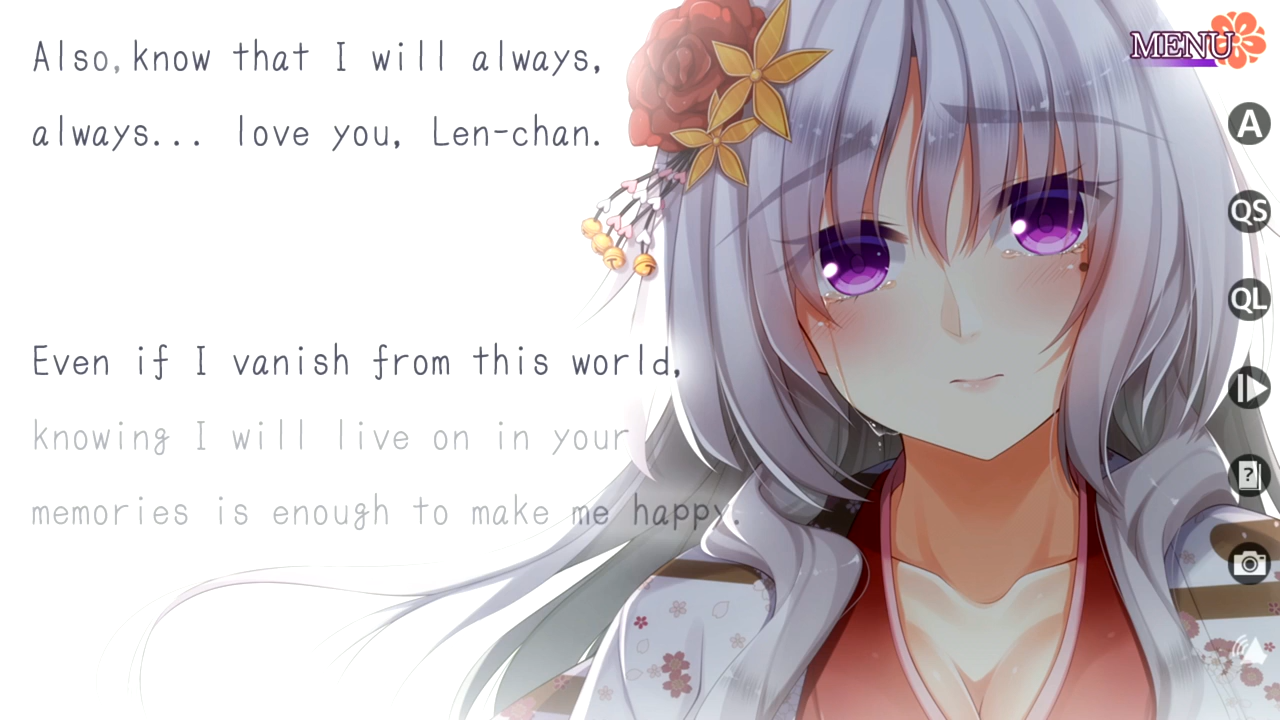 Also, know that I will always,
always... love you, Len-chan.
Even if I vanish from this world,
knowing I will live on in your
memories is enough to make me happy.
MENU
A
QS
QL
?